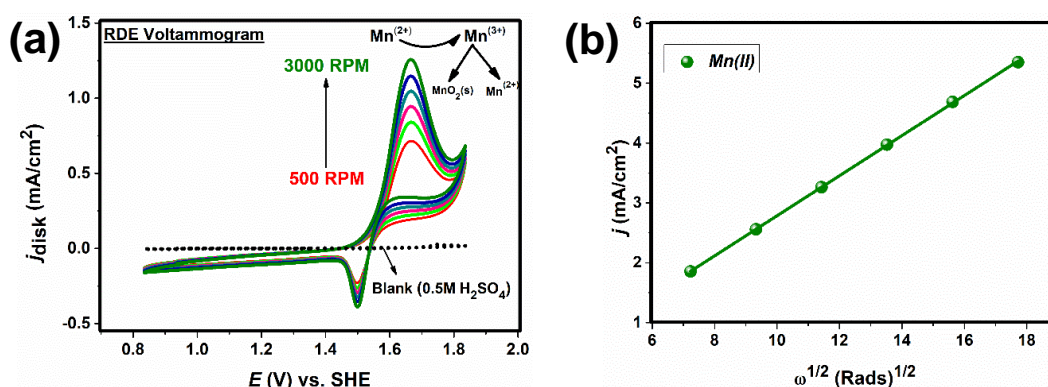 (a)
RDE Voltammogram
Mn(2+) Mn(3+)
MnO2(s) Mn(2+)
3000 RPM
500 RPM
Blank (0.5M H2SO4)
jdisk (mA/cm2)
1.5
1.0
0.5
0.0
-0.5
0.8 1.0 1.2 1.4 1.6 1.8 2.0
E (V) vs. SHE
(b)
Mn(II)
j (mA/cm2)
6
5
4
3
2
1
6 8 10 12 14 16 18
ω1/2 (Rads)1/2